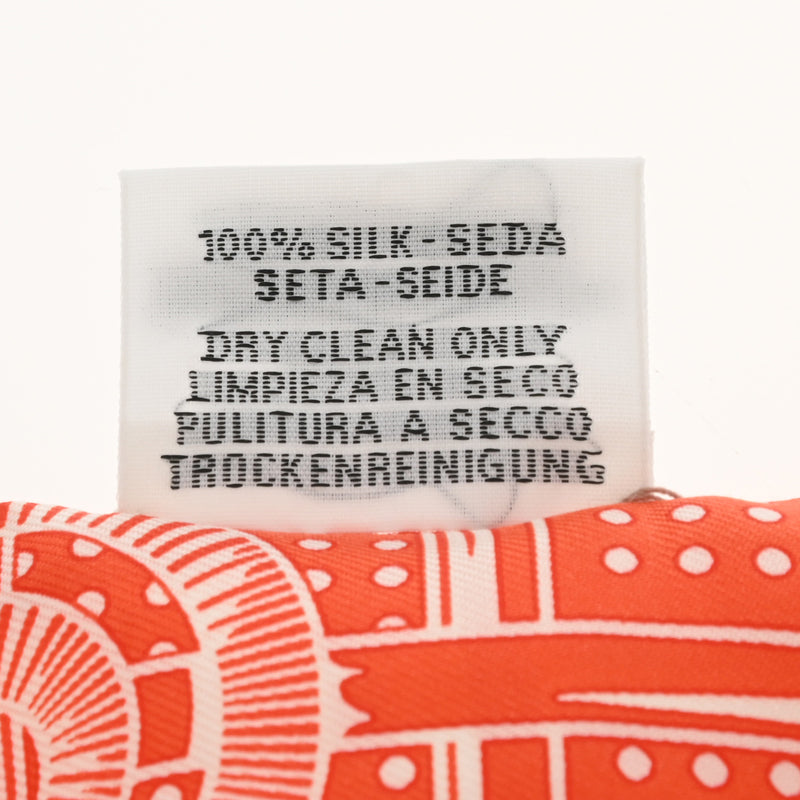 100% SILK - SEDA
SETA - SEIDE
DRY CLEAN ONLY
LIMPIEZA EN SECO
PULITURA A SECCO
TROCKENREINIGUNG